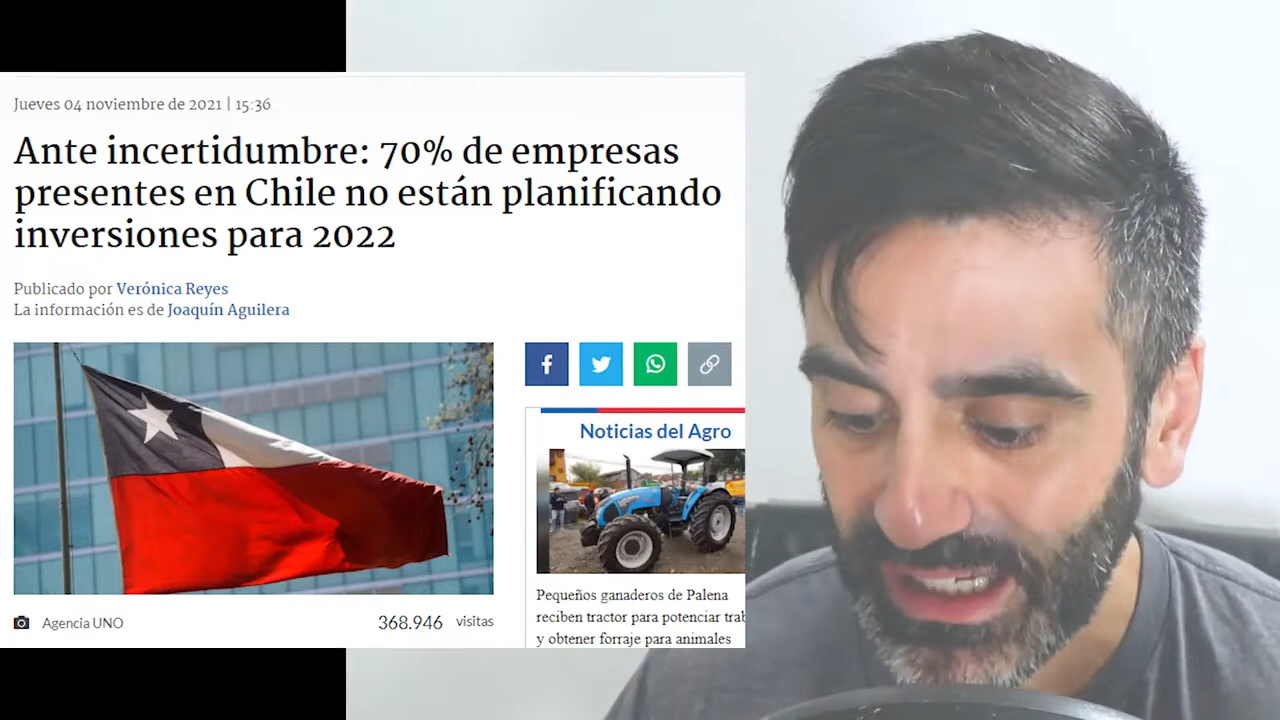 Jueves 04 noviembre de 2021 | 15:36
Ante incertidumbre: 70% de empresas
presentes en Chile no están planificando
inversiones para 2022
Publicado por Verónica Reyes
La información es de Joaquín Aguilera
Agencia UNO
368.946 visitas
Noticias del Agro
Pequeños ganaderos de Palena
reciben tractor para potenciar trab
y obtener forraje para animales